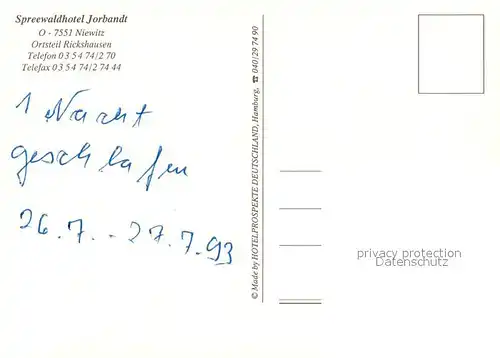 Spreewaldhotel Jorbandt
O - 7551 Niewitz
Ortsteil Rickshausen
Telefon 03 54 74/2 70
Telefax 03 54 74/2 74 44
1 Nacht
geschlafen
26.7. - 27.7.93
© Made by HOTELPROSPEKTE DEUTSCHLAND, Hamburg, ☎ 040/29 74 90
privacy protection
Datenschutz